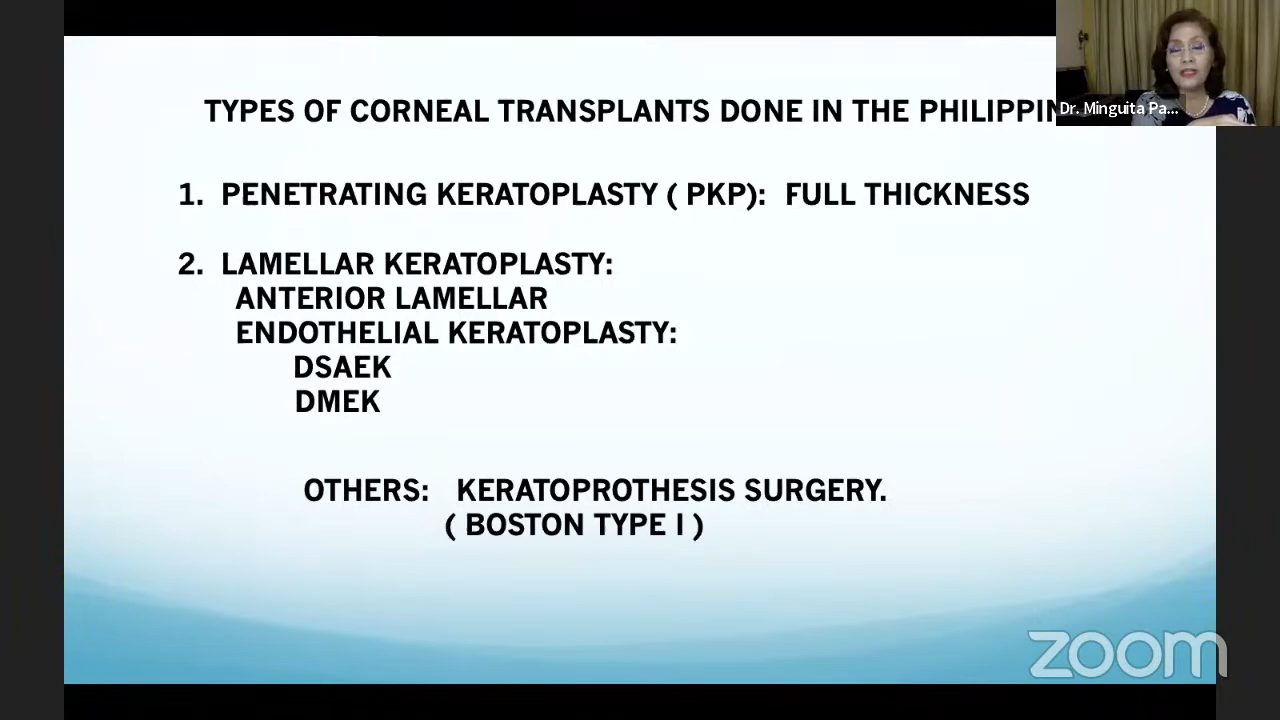 TYPES OF CORNEAL TRANSPLANTS DONE IN THE PHILIPPIN
Dr. Minguita Pa...
1. PENETRATING KERATOPLASTY ( PKP): FULL THICKNESS
2. LAMELLAR KERATOPLASTY:
ANTERIOR LAMELLAR
ENDOTHELIAL KERATOPLASTY:
DSAEK
DMEK
OTHERS: KERATOPROTHESIS SURGERY.
( BOSTON TYPE I )
zoom